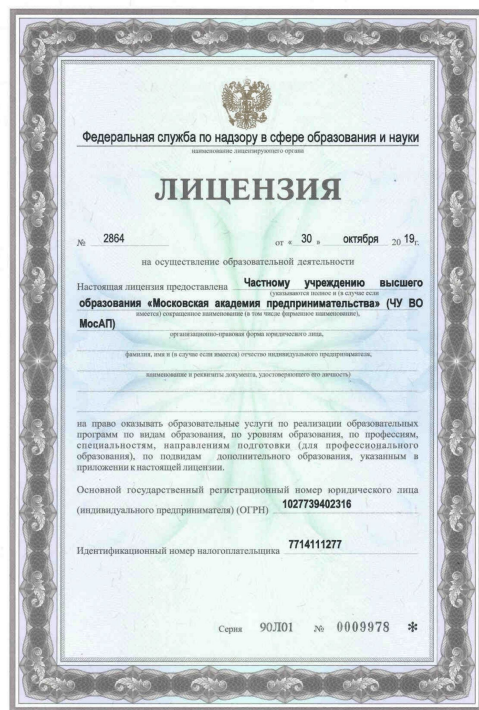 Федеральная служба по надзору в сфере образования и науки
наименование лицензирующего органа
ЛИЦЕНЗИЯ
№ 2864 от « 30 » октября 2019г.
на осуществление образовательной деятельности
Настоящая лицензия предоставлена Частному учреждению высшего
(указываются полное и (в случае если
образования «Московская академия предпринимательства» (ЧУ ВО
имеется) сокращенное наименование (в том числе фирменное наименование),
МосАП)
организационно-правовая форма юридического лица,
фамилия, имя и (в случае если имеется) отчество индивидуального предпринимателя,
наименование и реквизиты документа, удостоверяющего его личность)
на право оказывать образовательные услуги по реализации образовательных
программ по видам образования, по уровням образования, по профессиям,
специальностям, направлениям подготовки (для профессионального
образования), по подвидам дополнительного образования, указанным в
приложении к настоящей лицензии.
Основной государственный регистрационный номер юридического лица
(индивидуального предпринимателя) (ОГРН) 1027739402316
Идентификационный номер налогоплательщика 7714111277
Серия 90Л01 № 0009978 *